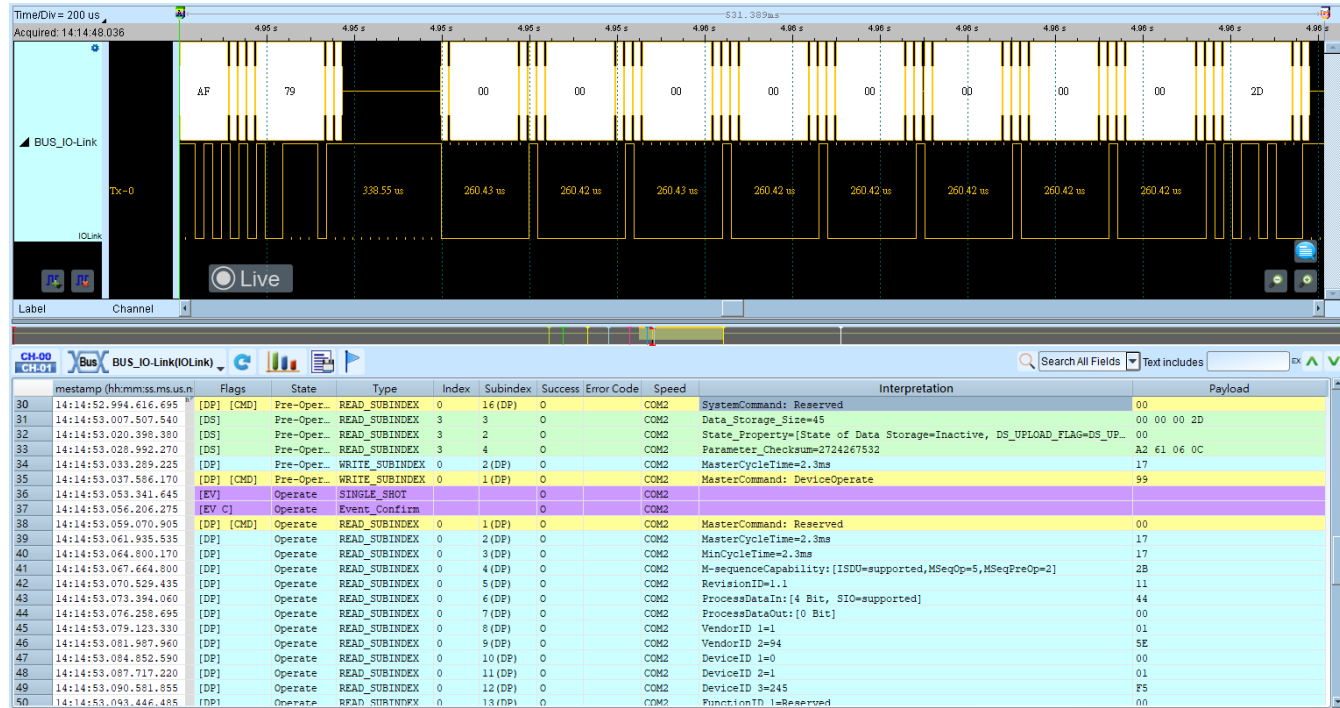 Time/Div = 200 us
531.389ms
Acquired: 14:14:48.036
4.95 s 4.95 s 4.95 s 4.95 s 4.95 s 4.96 s 4.96 s 4.96 s 4.96 s 4.96 s 4.96 s 4.96 s 4.96 s
AF 79 00 00 00 00 00 00 00 00 2D
BUS_IO-Link
Tx-0 338.55 us 260.43 us 260.42 us 260.43 us 260.42 us 260.42 us 260.42 us 260.42 us 260.42 us
IOLink
Live
Label Channel
CH-00
CH-01
Bus BUS_IO-Link(IOLink) Search All Fields Text includes EX
mestamp (hh:mm:ss.ms.us.n Flags State Type Index Subindex Success Error Code Speed Interpretation Payload
30 14:14:52.994.616.695 [DP] [CMD] Pre-Oper… READ_SUBINDEX 0 16(DP) O COM2 SystemCommand: Reserved 00
31 14:14:53.007.507.540 [DS] Pre-Oper… READ_SUBINDEX 3 3 O COM2 Data_Storage_Size=45 00 00 00 2D
32 14:14:53.020.398.380 [DS] Pre-Oper… READ_SUBINDEX 3 2 O COM2 State_Property=[State of Data Storage=Inactive, DS_UPLOAD_FLAG=DS_UP… 00
33 14:14:53.028.992.270 [DS] Pre-Oper… READ_SUBINDEX 3 4 O COM2 Parameter_Checksum=2724267532 A2 61 06 0C
34 14:14:53.033.289.225 [DP] Pre-Oper… WRITE_SUBINDEX 0 2(DP) O COM2 MasterCycleTime=2.3ms 17
35 14:14:53.037.586.170 [DP] [CMD] Pre-Oper… WRITE_SUBINDEX 0 1(DP) O COM2 MasterCommand: DeviceOperate 99
36 14:14:53.053.341.645 [EV] Operate SINGLE_SHOT O COM2
37 14:14:53.056.206.275 [EV C] Operate Event_Confirm O COM2
38 14:14:53.059.070.905 [DP] [CMD] Operate READ_SUBINDEX 0 1(DP) O COM2 MasterCommand: Reserved 00
39 14:14:53.061.935.535 [DP] Operate READ_SUBINDEX 0 2(DP) O COM2 MasterCycleTime=2.3ms 17
40 14:14:53.064.800.170 [DP] Operate READ_SUBINDEX 0 3(DP) O COM2 MinCycleTime=2.3ms 17
41 14:14:53.067.664.800 [DP] Operate READ_SUBINDEX 0 4(DP) O COM2 M-sequenceCapability:[ISDU=supported,MSeqOp=5,MSeqPreOp=2] 2B
42 14:14:53.070.529.435 [DP] Operate READ_SUBINDEX 0 5(DP) O COM2 RevisionID=1.1 11
43 14:14:53.073.394.060 [DP] Operate READ_SUBINDEX 0 6(DP) O COM2 ProcessDataIn:[4 Bit, SIO=supported] 44
44 14:14:53.076.258.695 [DP] Operate READ_SUBINDEX 0 7(DP) O COM2 ProcessDataOut:[0 Bit] 00
45 14:14:53.079.123.330 [DP] Operate READ_SUBINDEX 0 8(DP) O COM2 VendorID 1=1 01
46 14:14:53.081.987.960 [DP] Operate READ_SUBINDEX 0 9(DP) O COM2 VendorID 2=94 5E
47 14:14:53.084.852.590 [DP] Operate READ_SUBINDEX 0 10(DP) O COM2 DeviceID 1=0 00
48 14:14:53.087.717.220 [DP] Operate READ_SUBINDEX 0 11(DP) O COM2 DeviceID 2=1 01
49 14:14:53.090.581.855 [DP] Operate READ_SUBINDEX 0 12(DP) O COM2 DeviceID 3=245 F5
50 14:14:53.093.446.485 [DP] Operate READ_SUBINDEX 0 13(DP) O COM2 FunctionID 1=Reserved 00